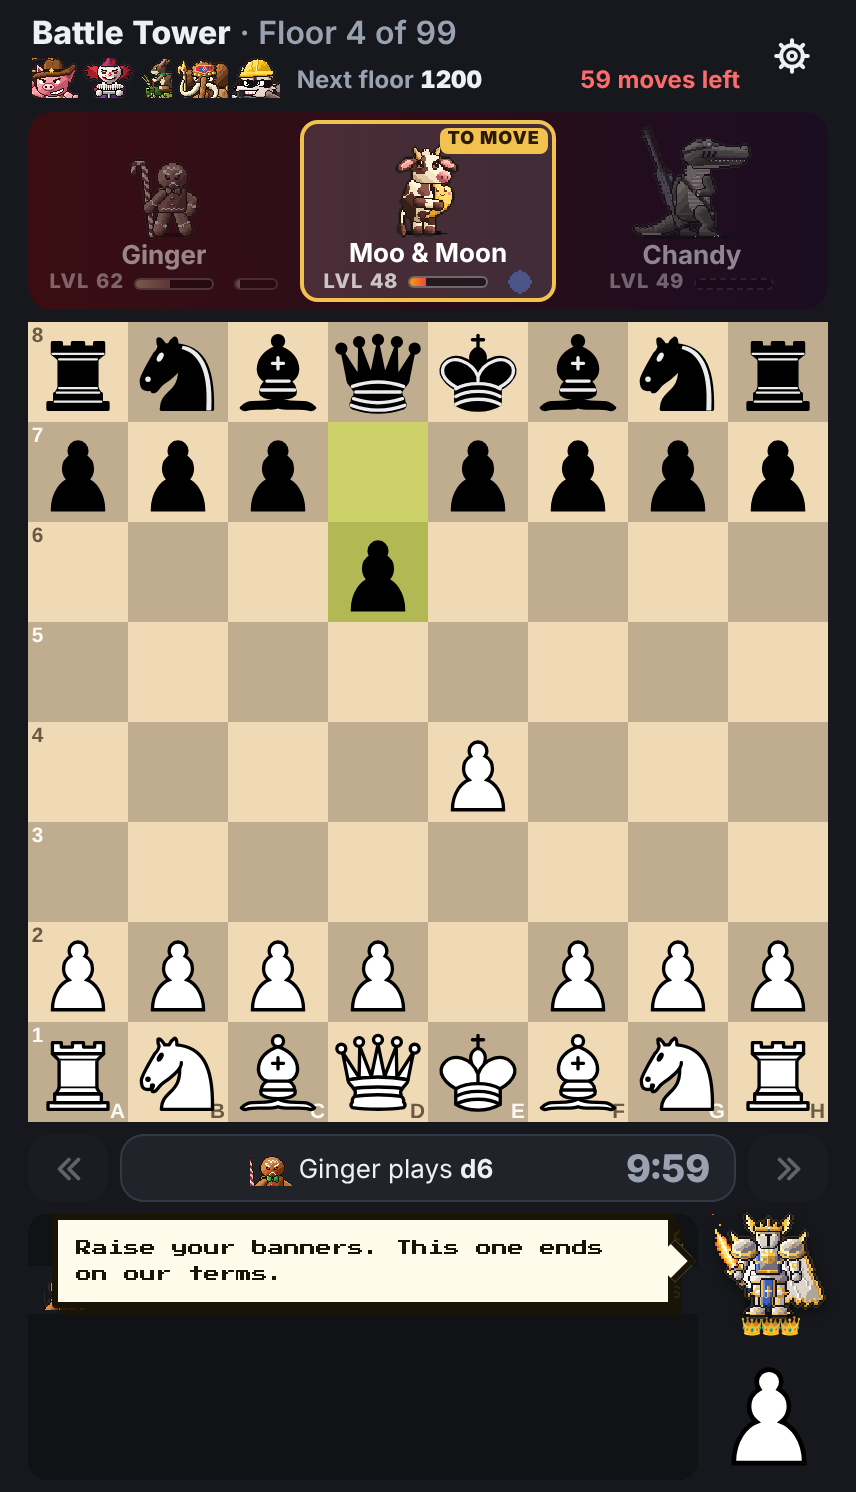 Battle Tower · Floor 4 of 99
Next floor 1200
59 moves left
TO MOVE
Ginger
Moo & Moon
Chandy
LVL 62
LVL 48
LVL 49
8
7
6
5
4
3
2
1
A B C D E F G H
Ginger plays d6
9:59
Raise your banners. This one ends
on our terms.